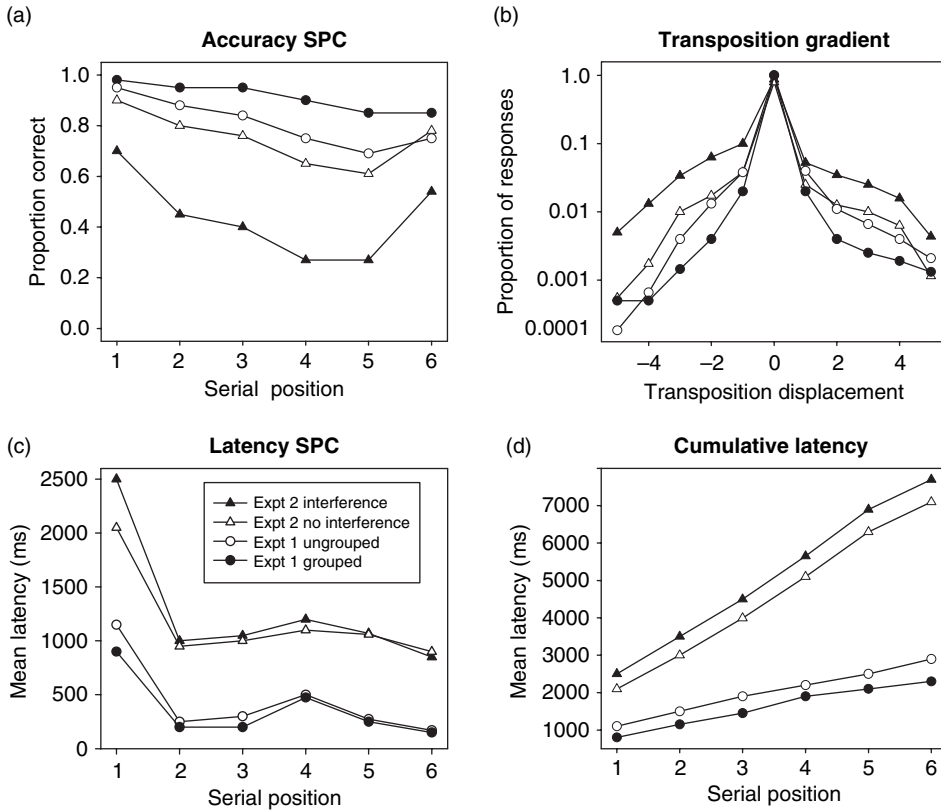 (a)
Accuracy SPC
Proportion correct
1.0
0.8
0.6
0.4
0.2
0.0
1 2 3 4 5 6
Serial position
(b)
Transposition gradient
Proportion of responses
1.0
0.1
0.01
0.001
0.0001
−4 −2 0 2 4
Transposition displacement
(c)
Latency SPC
Mean latency (ms)
2500
2000
1500
1000
500
0
Expt 2 interference
Expt 2 no interference
Expt 1 ungrouped
Expt 1 grouped
1 2 3 4 5 6
Serial position
(d)
Cumulative latency
Mean latency (ms)
7000
6000
5000
4000
3000
2000
1000
1 2 3 4 5 6
Serial position